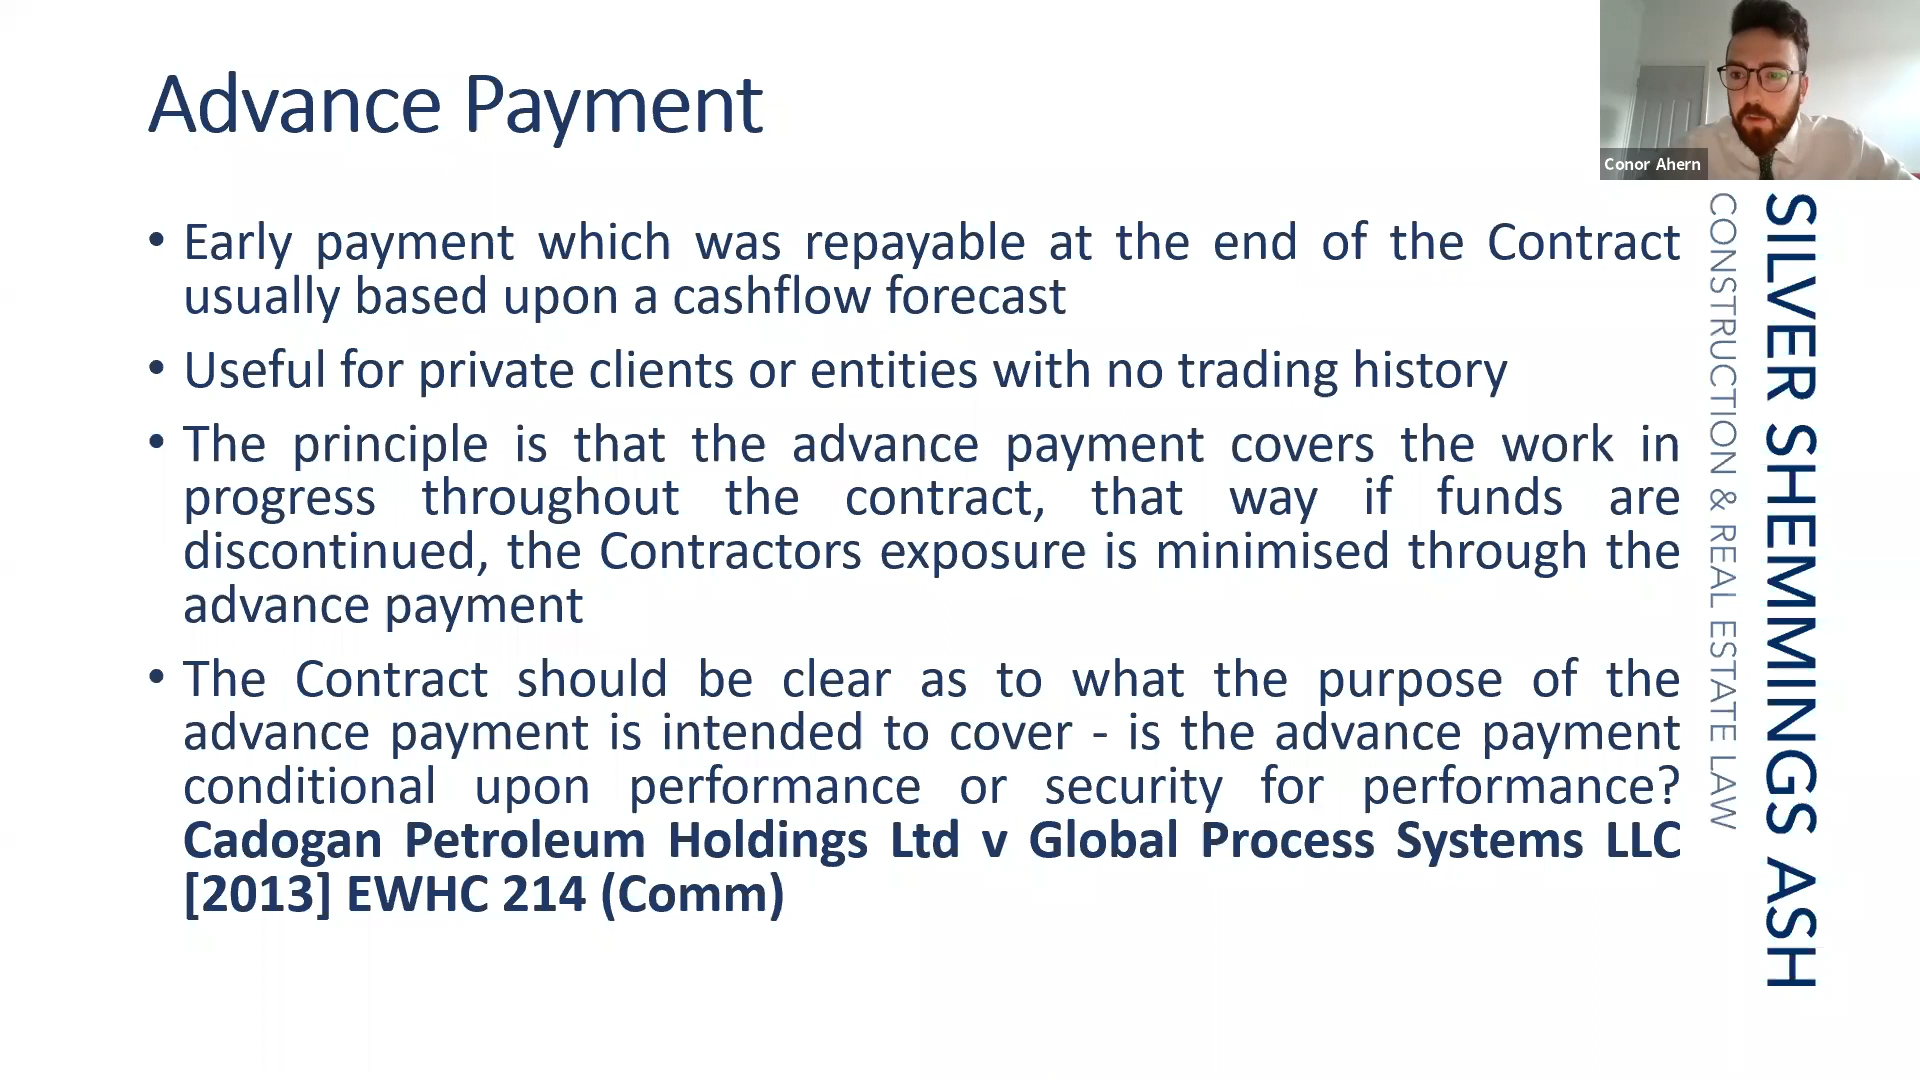 Advance Payment
Conor Ahern
• Early payment which was repayable at the end of the Contract
usually based upon a cashflow forecast
• Useful for private clients or entities with no trading history
• The principle is that the advance payment covers the work in
progress throughout the contract, that way if funds are
discontinued, the Contractors exposure is minimised through the
advance payment
• The Contract should be clear as to what the purpose of the
advance payment is intended to cover - is the advance payment
conditional upon performance or security for performance?
Cadogan Petroleum Holdings Ltd v Global Process Systems LLC
[2013] EWHC 214 (Comm)
SILVER SHEMMINGS ASH
CONSTRUCTION & REAL ESTATE LAW